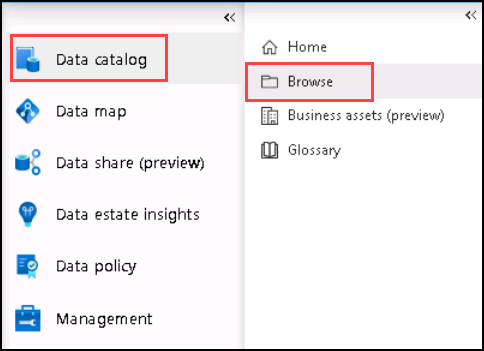 Data catalog
Data map
Data share (preview)
Data estate insights
Data policy
Management
Home
Browse
Business assets (preview)
Glossary